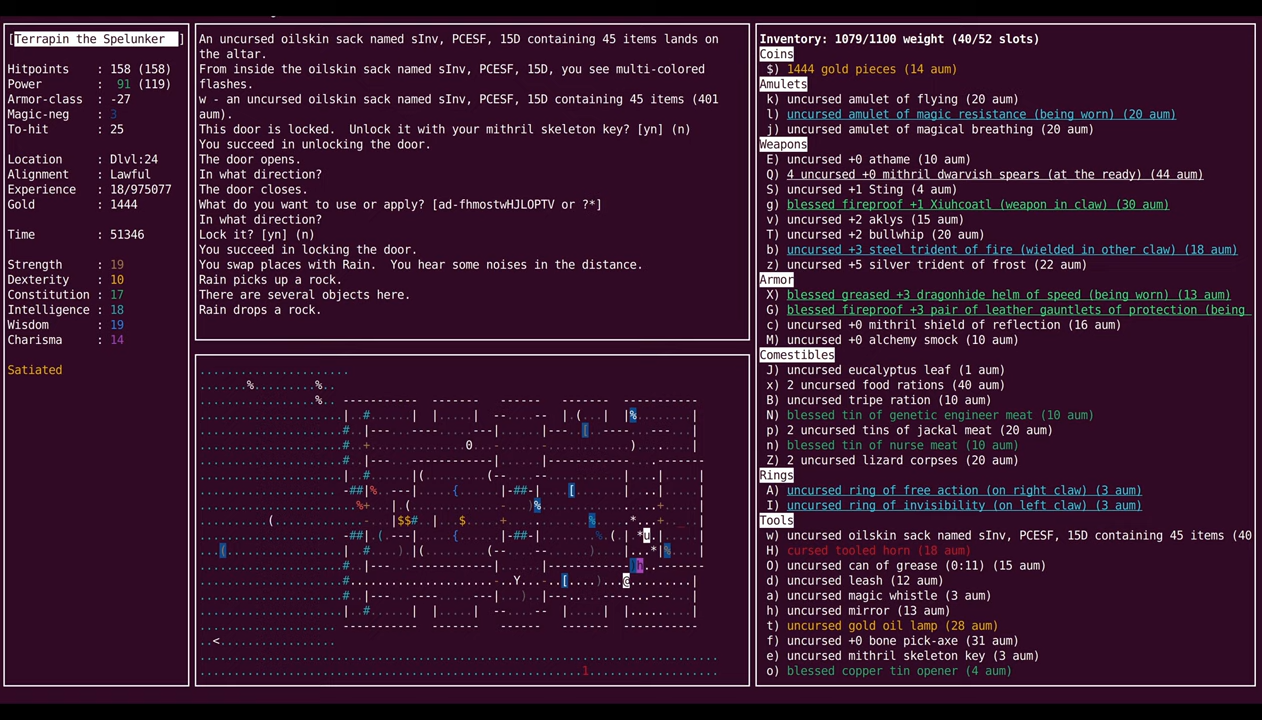 [Terrapin the Spelunker ]
Hitpoints : 158 (158)
Power : 91 (119)
Armor-class : -27
Magic-neg : 3
To-hit : 25
Location : Dlvl:24
Alignment : Lawful
Experience : 18/975077
Gold : 1444
Time : 51346
Strength : 19
Dexterity : 10
Constitution : 17
Intelligence : 18
Wisdom : 19
Charisma : 14
Satiated
An uncursed oilskin sack named sInv, PCESF, 15D containing 45 items lands on
the altar.
From inside the oilskin sack named sInv, PCESF, 15D, you see multi-colored
flashes.
w - an uncursed oilskin sack named sInv, PCESF, 15D containing 45 items (401
aum).
This door is locked. Unlock it with your mithril skeleton key? [yn] (n)
You succeed in unlocking the door.
The door opens.
In what direction?
The door closes.
What do you want to use or apply? [ad-fhmostwHJLOPTV or ?*]
In what direction?
Lock it? [yn] (n)
You succeed in locking the door.
You swap places with Rain. You hear some noises in the distance.
Rain picks up a rock.
There are several objects here.
Rain drops a rock.
Inventory: 1079/1100 weight (40/52 slots)
Coins
$) 1444 gold pieces (14 aum)
Amulets
k) uncursed amulet of flying (20 aum)
l) uncursed amulet of magic resistance (being worn) (20 aum)
j) uncursed amulet of magical breathing (20 aum)
Weapons
E) uncursed +0 athame (10 aum)
Q) 4 uncursed +0 mithril dwarvish spears (at the ready) (44 aum)
S) uncursed +1 Sting (4 aum)
g) blessed fireproof +1 Xiuhcoatl (weapon in claw) (30 aum)
v) uncursed +2 aklys (15 aum)
T) uncursed +2 bullwhip (20 aum)
b) uncursed +3 steel trident of fire (wielded in other claw) (18 aum)
z) uncursed +5 silver trident of frost (22 aum)
Armor
X) blessed greased +3 dragonhide helm of speed (being worn) (13 aum)
G) blessed fireproof +3 pair of leather gauntlets of protection (being
c) uncursed +0 mithril shield of reflection (16 aum)
M) uncursed +0 alchemy smock (10 aum)
Comestibles
J) uncursed eucalyptus leaf (1 aum)
x) 2 uncursed food rations (40 aum)
B) uncursed tripe ration (10 aum)
N) blessed tin of genetic engineer meat (10 aum)
p) 2 uncursed tins of jackal meat (20 aum)
n) blessed tin of nurse meat (10 aum)
Z) 2 uncursed lizard corpses (20 aum)
Rings
A) uncursed ring of free action (on right claw) (3 aum)
I) uncursed ring of invisibility (on left claw) (3 aum)
Tools
w) uncursed oilskin sack named sInv, PCESF, 15D containing 45 items (40
H) cursed tooled horn (18 aum)
O) uncursed can of grease (0:11) (15 aum)
d) uncursed leash (12 aum)
a) uncursed magic whistle (3 aum)
h) uncursed mirror (13 aum)
t) uncursed gold oil lamp (28 aum)
f) uncursed +0 bone pick-axe (31 aum)
e) uncursed mithril skeleton key (3 aum)
o) blessed copper tin opener (4 aum)